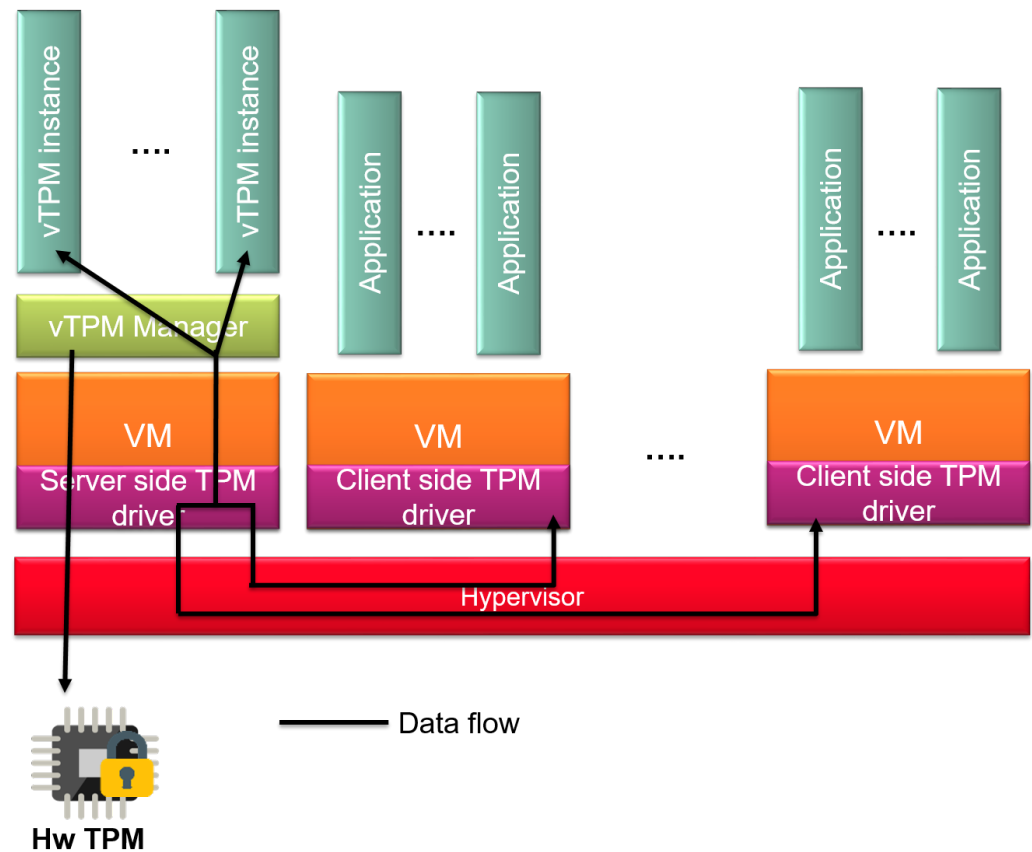 vTPM instance
....
vTPM instance
Application
....
Application
Application
....
Application
vTPM Manager
VM
Server side TPM
driver
VM
Client side TPM
driver
....
VM
Client side TPM
driver
Hypervisor
Data flow
Hw TPM